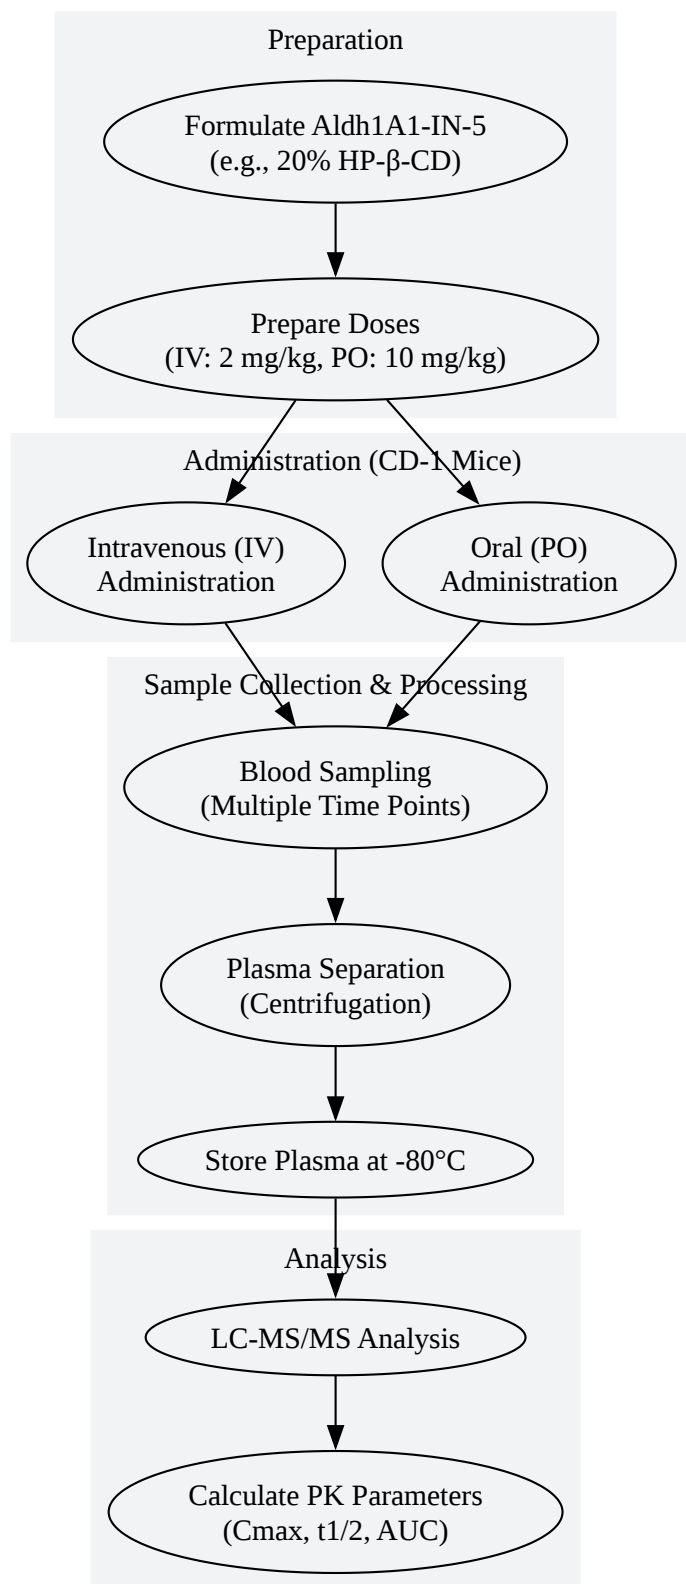 Preparation
Formulate Aldh1A1-IN-5
(e.g., 20% HP-β-CD)
Prepare Doses
(IV: 2 mg/kg, PO: 10 mg/kg)
Administration (CD-1 Mice)
Intravenous (IV)
Administration
Oral (PO)
Administration
Sample Collection & Processing
Blood Sampling
(Multiple Time Points)
Plasma Separation
(Centrifugation)
Store Plasma at -80°C
Analysis
LC-MS/MS Analysis
Calculate PK Parameters
(Cmax, t1/2, AUC)